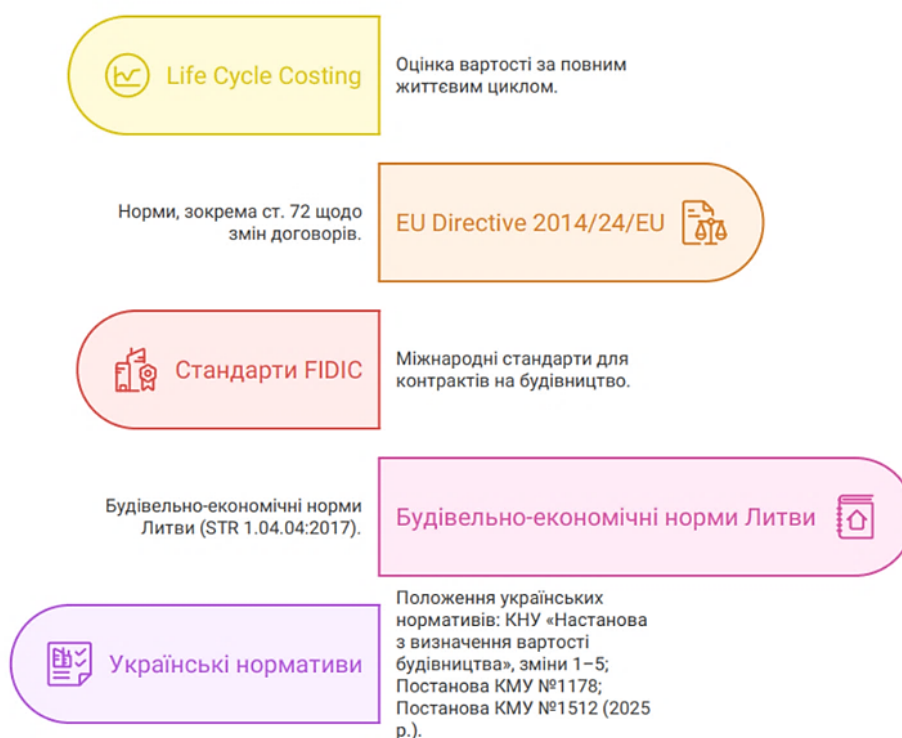 Life Cycle Costing
Оцінка вартості за повним
життєвим циклом.
Норми, зокрема ст. 72 щодо
змін договорів.
EU Directive 2014/24/EU
Стандарти FIDIC
Міжнародні стандарти для
контрактів на будівництво.
Будівельно-економічні норми
Литви (STR 1.04.04:2017).
Будівельно-економічні норми Литви
Українські нормативи
Положення українських
нормативів: КНУ «Настанова
з визначення вартості
будівництва», зміни 1–5;
Постанова КМУ №1178;
Постанова КМУ №1512 (2025
р.).